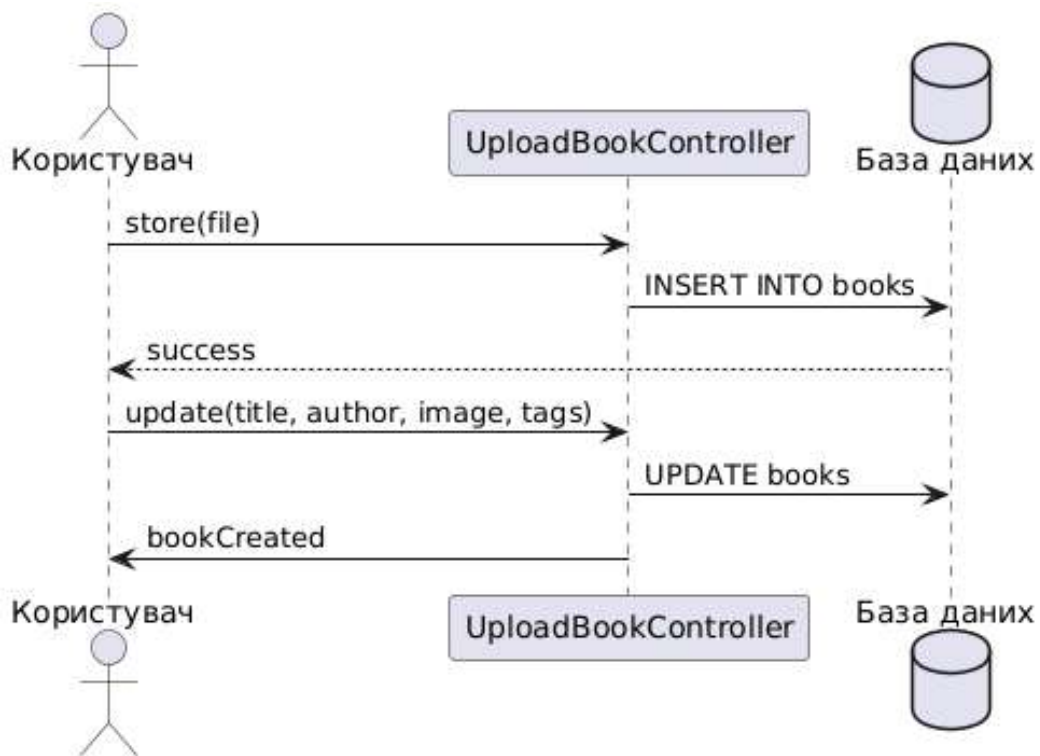 Користувач
UploadBookController
База даних
store(file)
INSERT INTO books
success
update(title, author, image, tags)
UPDATE books
bookCreated
Користувач
UploadBookController
База даних